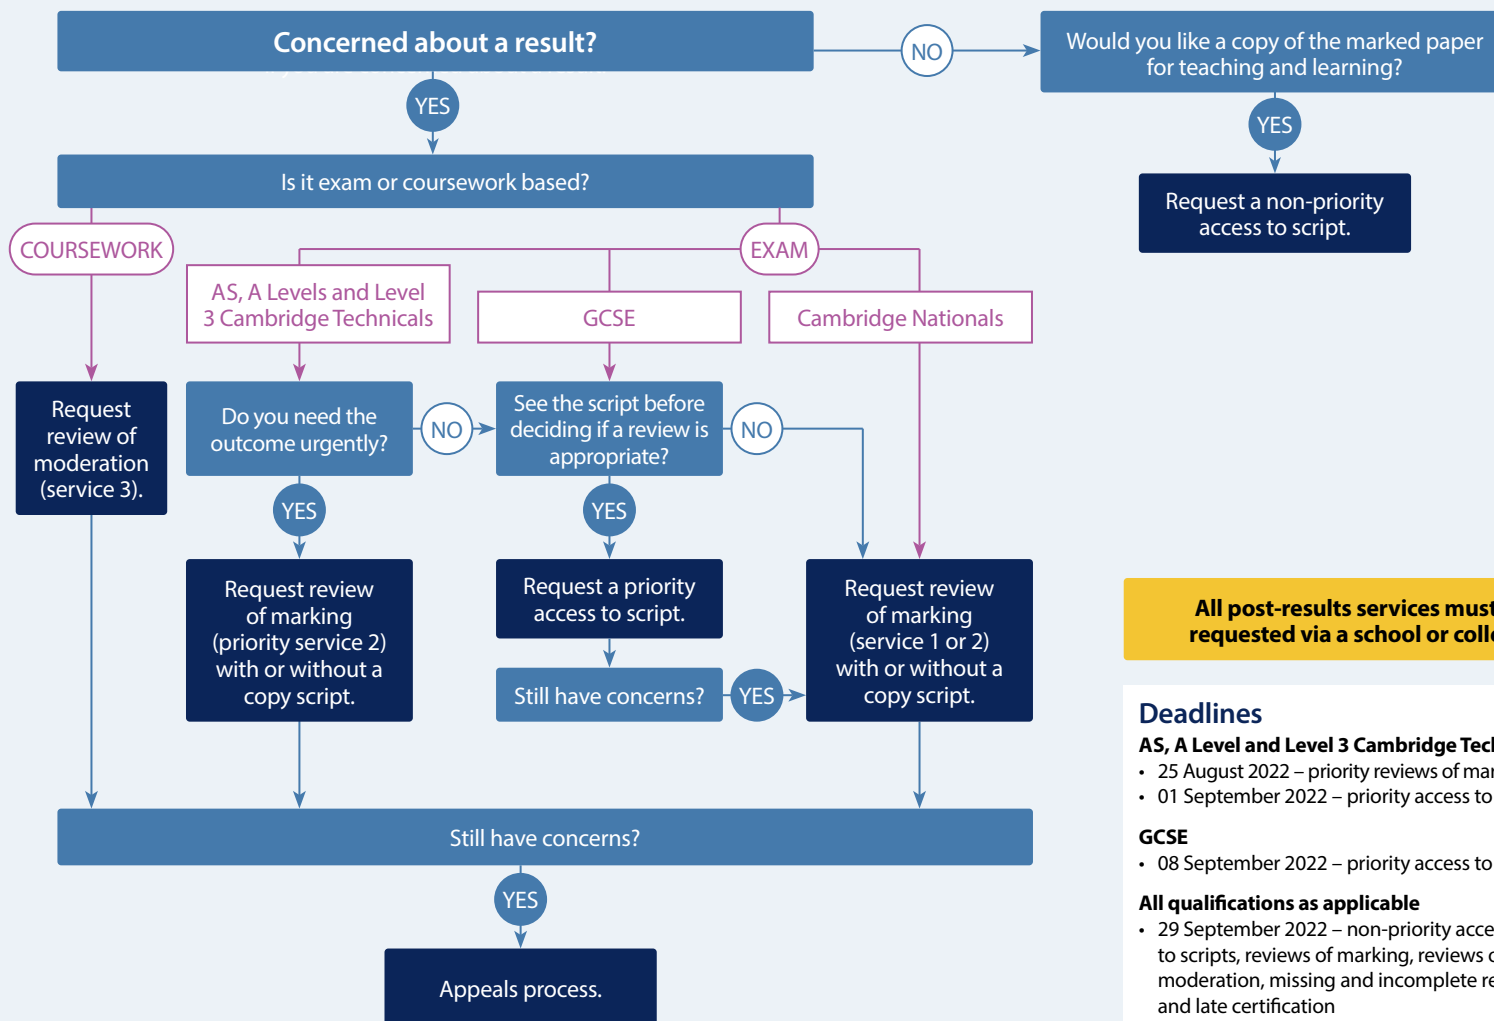 Concerned about a result?
NO
Would you like a copy of the marked paper
for teaching and learning?
YES
YES
Is it exam or coursework based?
Request a non-priority
access to script.
COURSEWORK
EXAM
AS, A Levels and Level
3 Cambridge Technicals
GCSE
Cambridge Nationals
Request
review of
moderation
(service 3).
Do you need the
outcome urgently?
NO
See the script before
deciding if a review is
appropriate?
NO
YES
YES
Request review
of marking
(priority service 2)
with or without a
copy script.
Request a priority
access to script.
Still have concerns?
YES
Request review
of marking
(service 1 or 2)
with or without a
copy script.
Still have concerns?
YES
Appeals process.
All post-results services must
requested via a school or
Deadlines
AS, A Level and Level 3 Cambridge
• 25 August 2022 – priority reviews of
• 01 September 2022 – priority access to
GCSE
• 08 September 2022 – priority access to
All qualifications as applicable
• 29 September 2022 – non-priority
to scripts, reviews of marking, reviews
moderation, missing and incomplete
and late certification